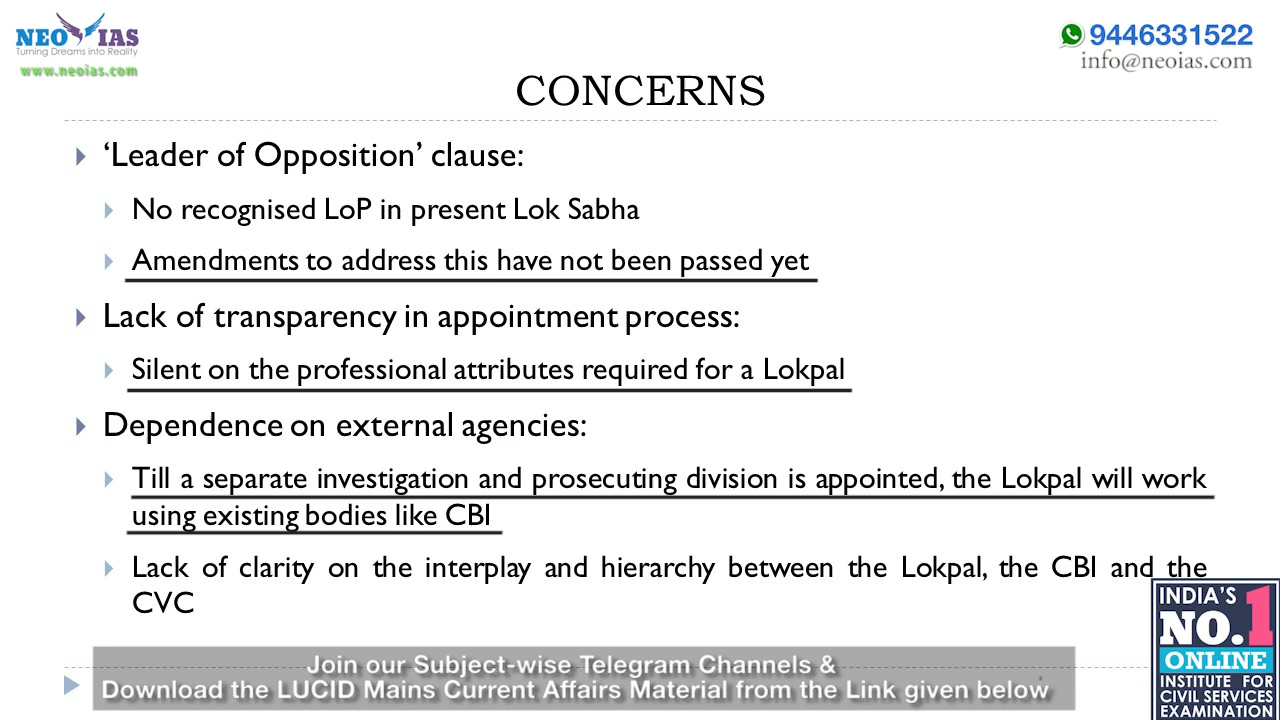 NEO IAS
Turning Dreams into Reality
www.neoias.com
9446331522
info@neoias.com
CONCERNS
‘Leader of Opposition’ clause:
No recognised LoP in present Lok Sabha
Amendments to address this have not been passed yet
Lack of transparency in appointment process:
Silent on the professional attributes required for a Lokpal
Dependence on external agencies:
Till a separate investigation and prosecuting division is appointed, the Lokpal will work
using existing bodies like CBI
Lack of clarity on the interplay and hierarchy between the Lokpal, the CBI and the
CVC
INDIA'S
NO.1
ONLINE
INSTITUTE FOR
CIVIL SERVICES
EXAMINATION
Join our Subject-wise Telegram Channels &
Download the LUCID Mains Current Affairs Material from the Link given below